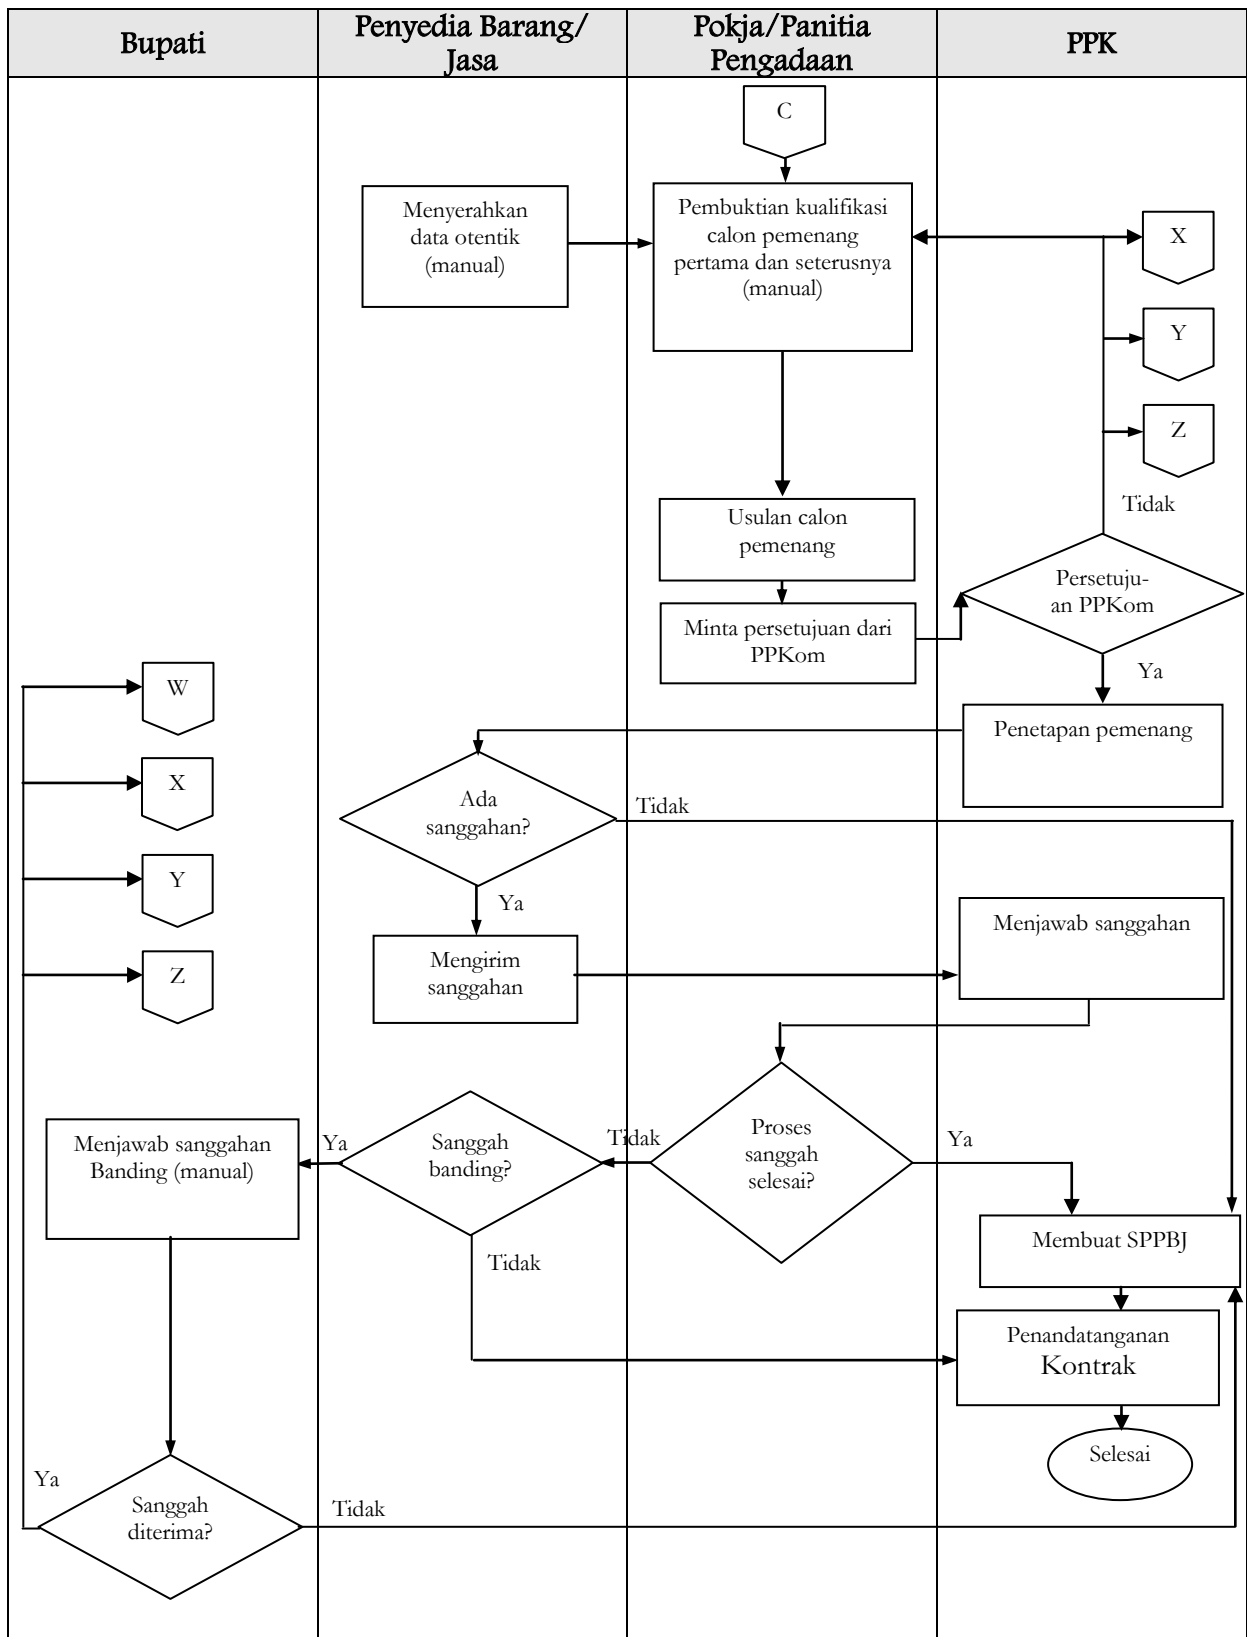 Bupati
Penyedia Barang/
Jasa
Pokja/Panitia
Pengadaan
PPK
C
Menyerahkan
data otentik
(manual)
Pembuktian kualifikasi
calon pemenang
pertama dan seterusnya
(manual)
X
Y
Z
Tidak
Usulan calon
pemenang
Persetuju-
an PPKom
Minta persetujuan dari
PPKom
Ya
W
Penetapan pemenang
X
Ada
sanggahan?
Tidak
Y
Ya
Menjawab sanggahan
Mengirim
sanggahan
Z
Menjawab sanggahan
Banding (manual)
Ya
Sanggah
banding?
Tidak
Proses
sanggah
selesai?
Ya
Tidak
Membuat SPPBJ
Penandatanganan
Kontrak
Selesai
Ya
Sanggah
diterima?
Tidak